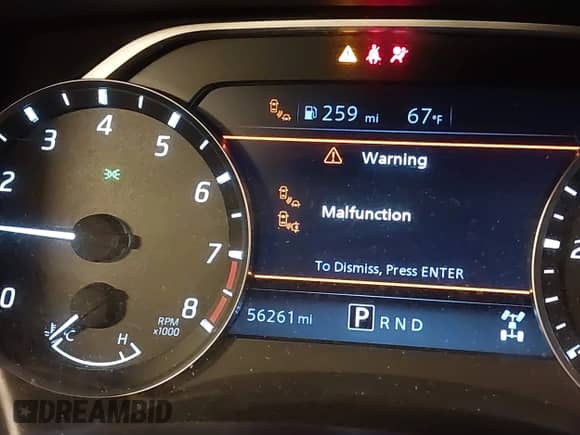 259 mi 67°F
Warning
Malfunction
To Dismiss, Press ENTER
56261 mi P R N D
0 2 3 4 5 6 7 8
RPM
x1000
C H
2
DREAMBID